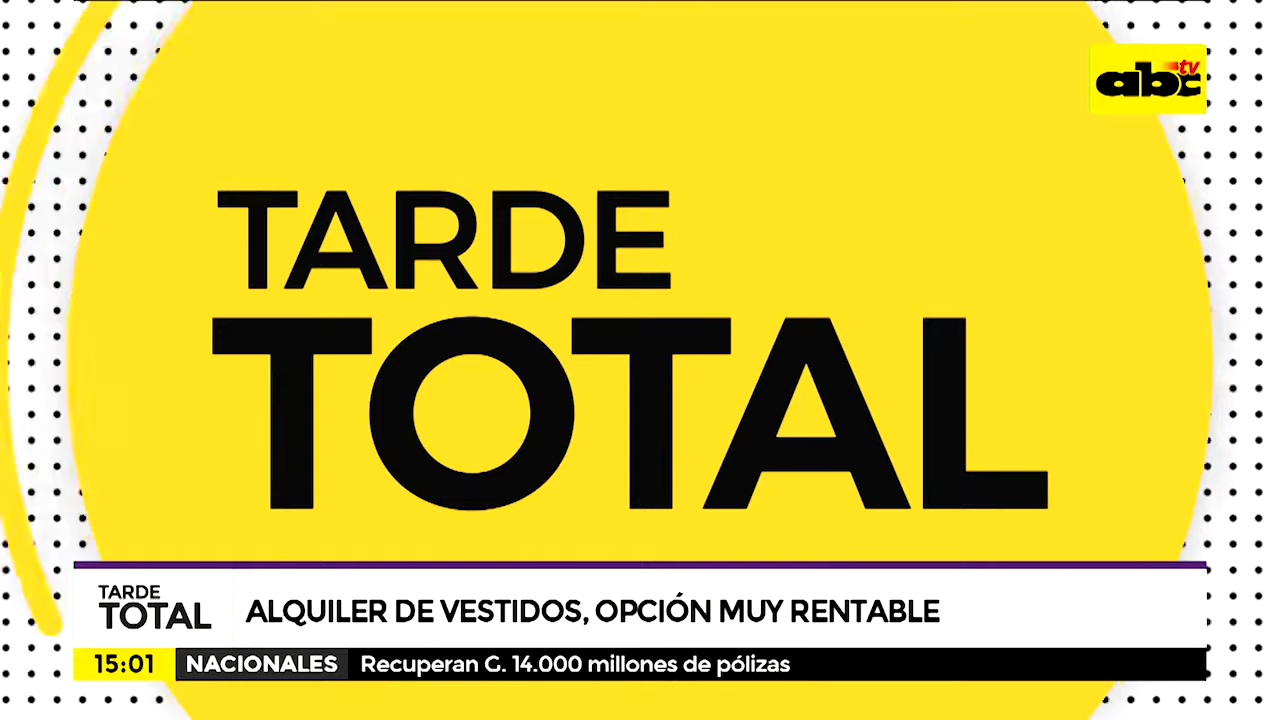 abc tv
TARDE
TOTAL
TARDE
TOTAL
ALQUILER DE VESTIDOS, OPCIÓN MUY RENTABLE
15:01 NACIONALES Recuperan G. 14.000 millones de pólizas